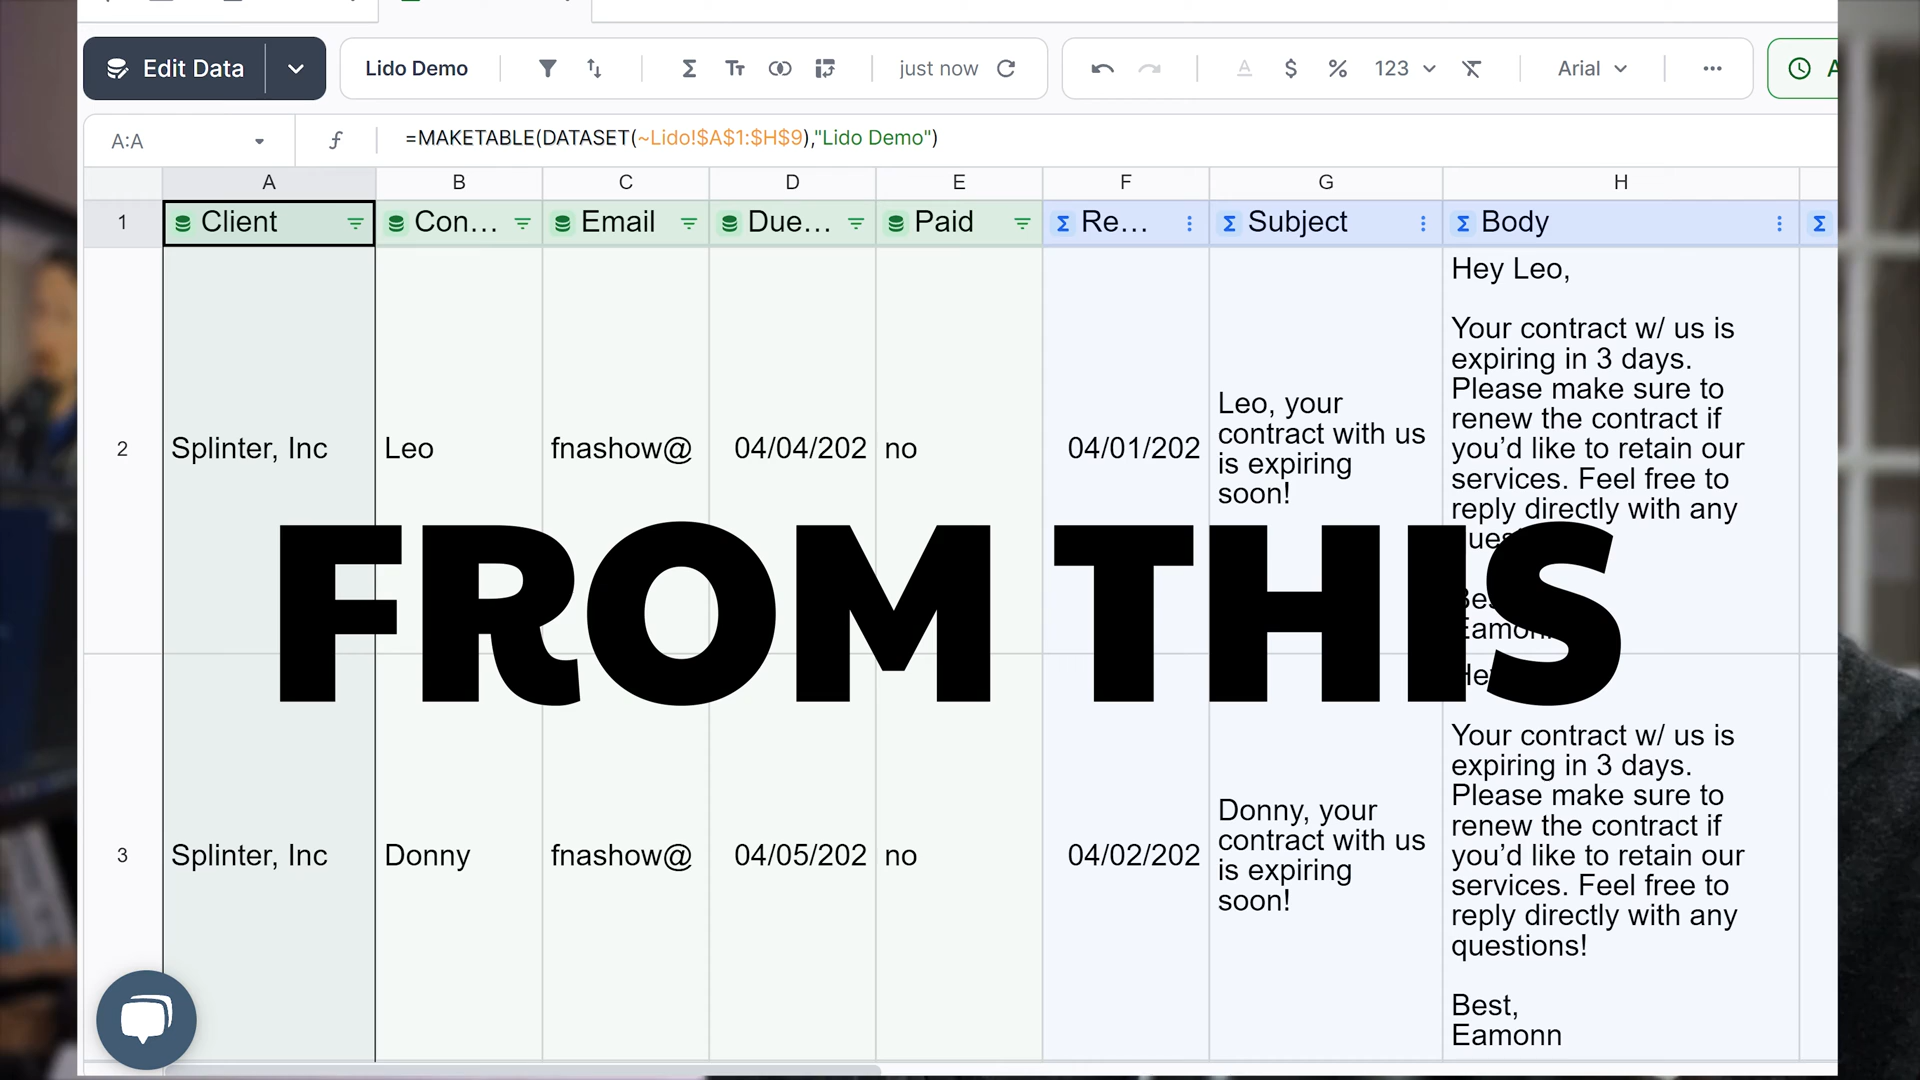 Edit Data
Lido Demo
just now
$ % 123
Arial
A:A
=MAKETABLE(DATASET(~Lido!$A$1:$H$9),"Lido Demo")
A B C D E F G H
1 Client Con... Email Due... Paid Re... Subject Body
2 Splinter, Inc Leo fnashow@ 04/04/202 no 04/01/202
Leo, your
contract with us
is expiring
soon!
Hey Leo,
Your contract w/ us is
expiring in 3 days.
Please make sure to
renew the contract if
you’d like to retain our
services. Feel free to
reply directly with any
FROM THIS
3 Splinter, Inc Donny fnashow@ 04/05/202 no 04/02/202
Donny, your
contract with us
is expiring
soon!
Your contract w/ us is
expiring in 3 days.
Please make sure to
renew the contract if
you’d like to retain our
services. Feel free to
reply directly with any
questions!
Best,
Eamonn